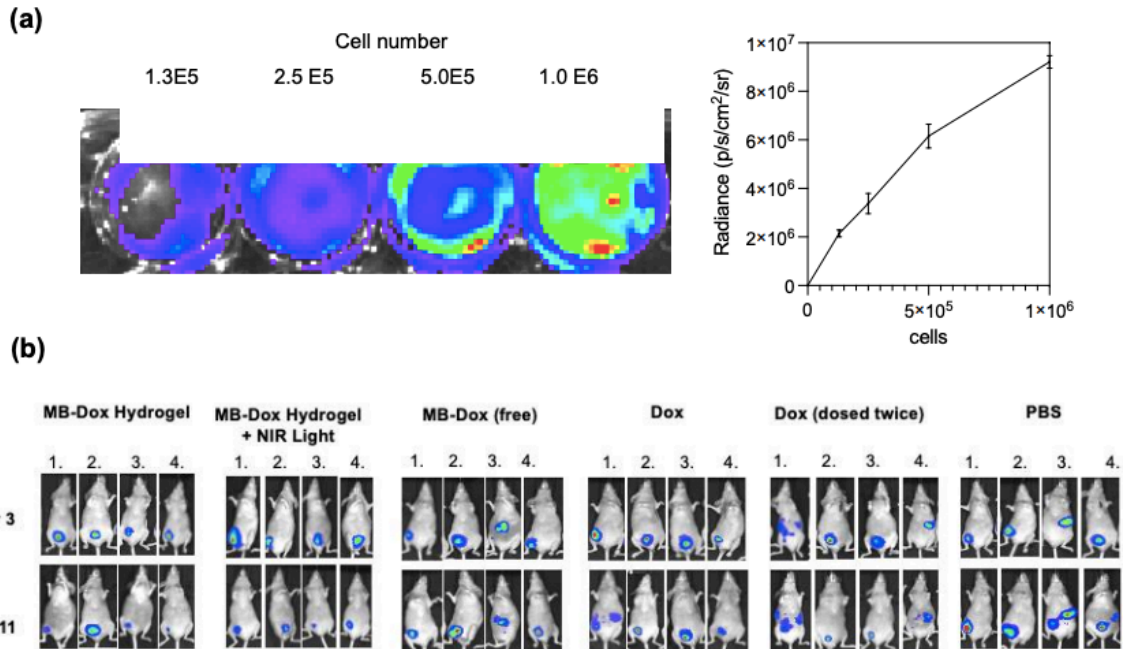 (a)
Cell number
1.3E5 2.5 E5 5.0E5 1.0 E6
1×10⁷
8×10⁶
6×10⁶
4×10⁶
2×10⁶
0
Radiance (p/s/cm²/sr)
0 5×10⁵ 1×10⁶
cells
(b)
MB-Dox Hydrogel
MB-Dox Hydrogel
+ NIR Light
MB-Dox (free)
Dox
Dox (dosed twice)
PBS
1. 2. 3. 4. 1. 2. 3. 4. 1. 2. 3. 4. 1. 2. 3. 4. 1. 2. 3. 4. 1. 2. 3. 4.
3
11